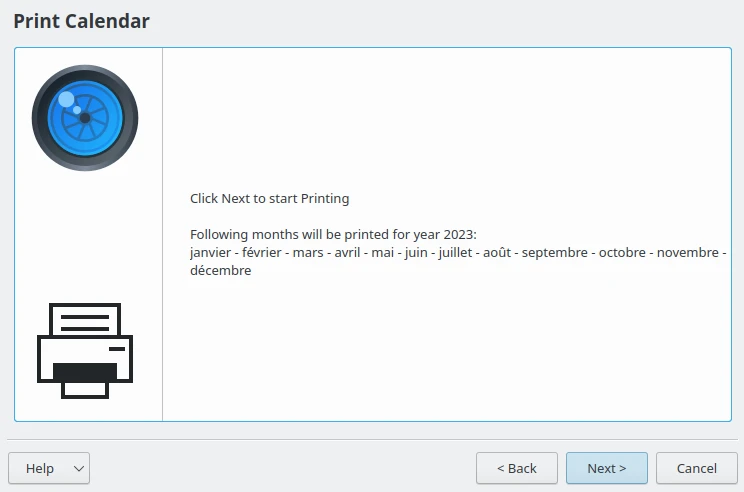 Print Calendar
Click Next to start Printing
Following months will be printed for year 2023:
janvier - février - mars - avril - mai - juin - juillet - août - septembre - octobre - novembre -
décembre
Help
< Back
Next >
Cancel